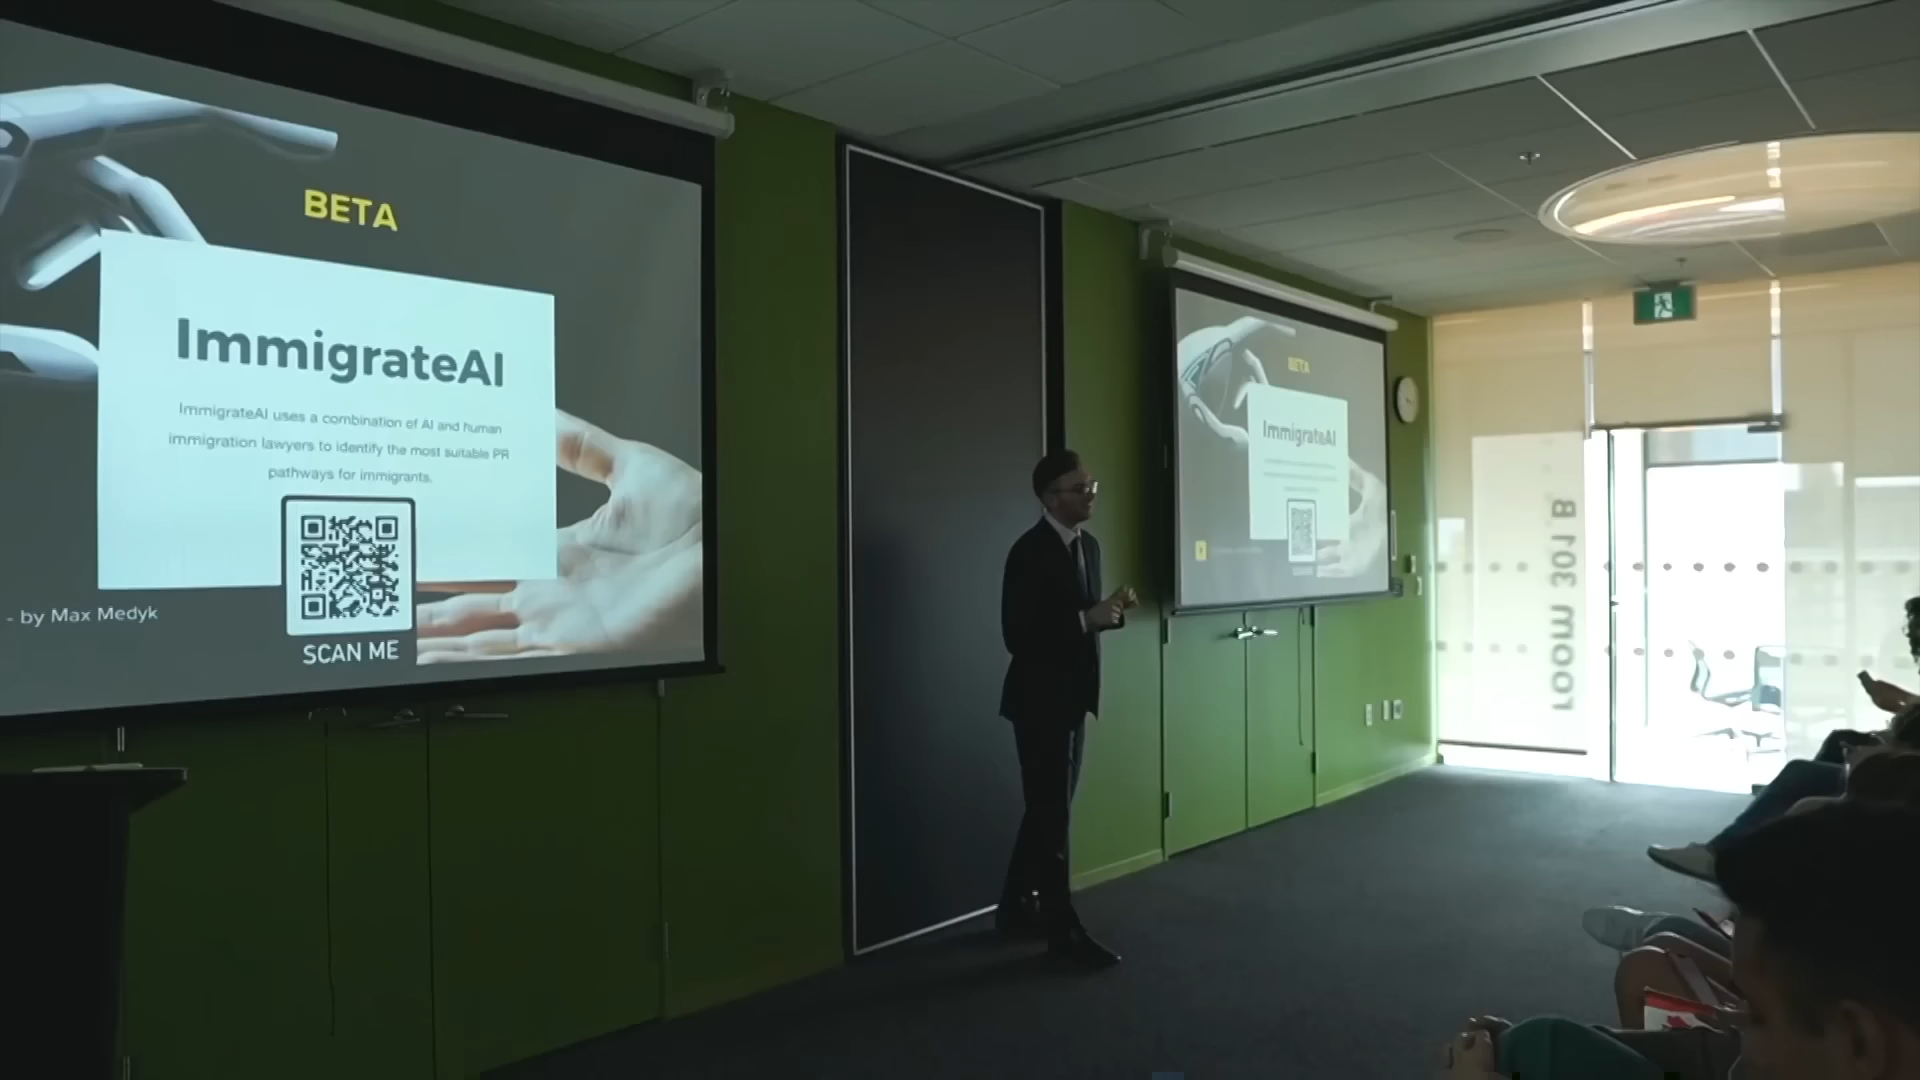 BETA
ImmigrateAI
ImmigrateAI uses a combination of AI and human
immigration lawyers to identify the most suitable PR
pathways for immigrants.
- by Max Medyk
SCAN ME
BETA
ImmigrateAI
room 301 B